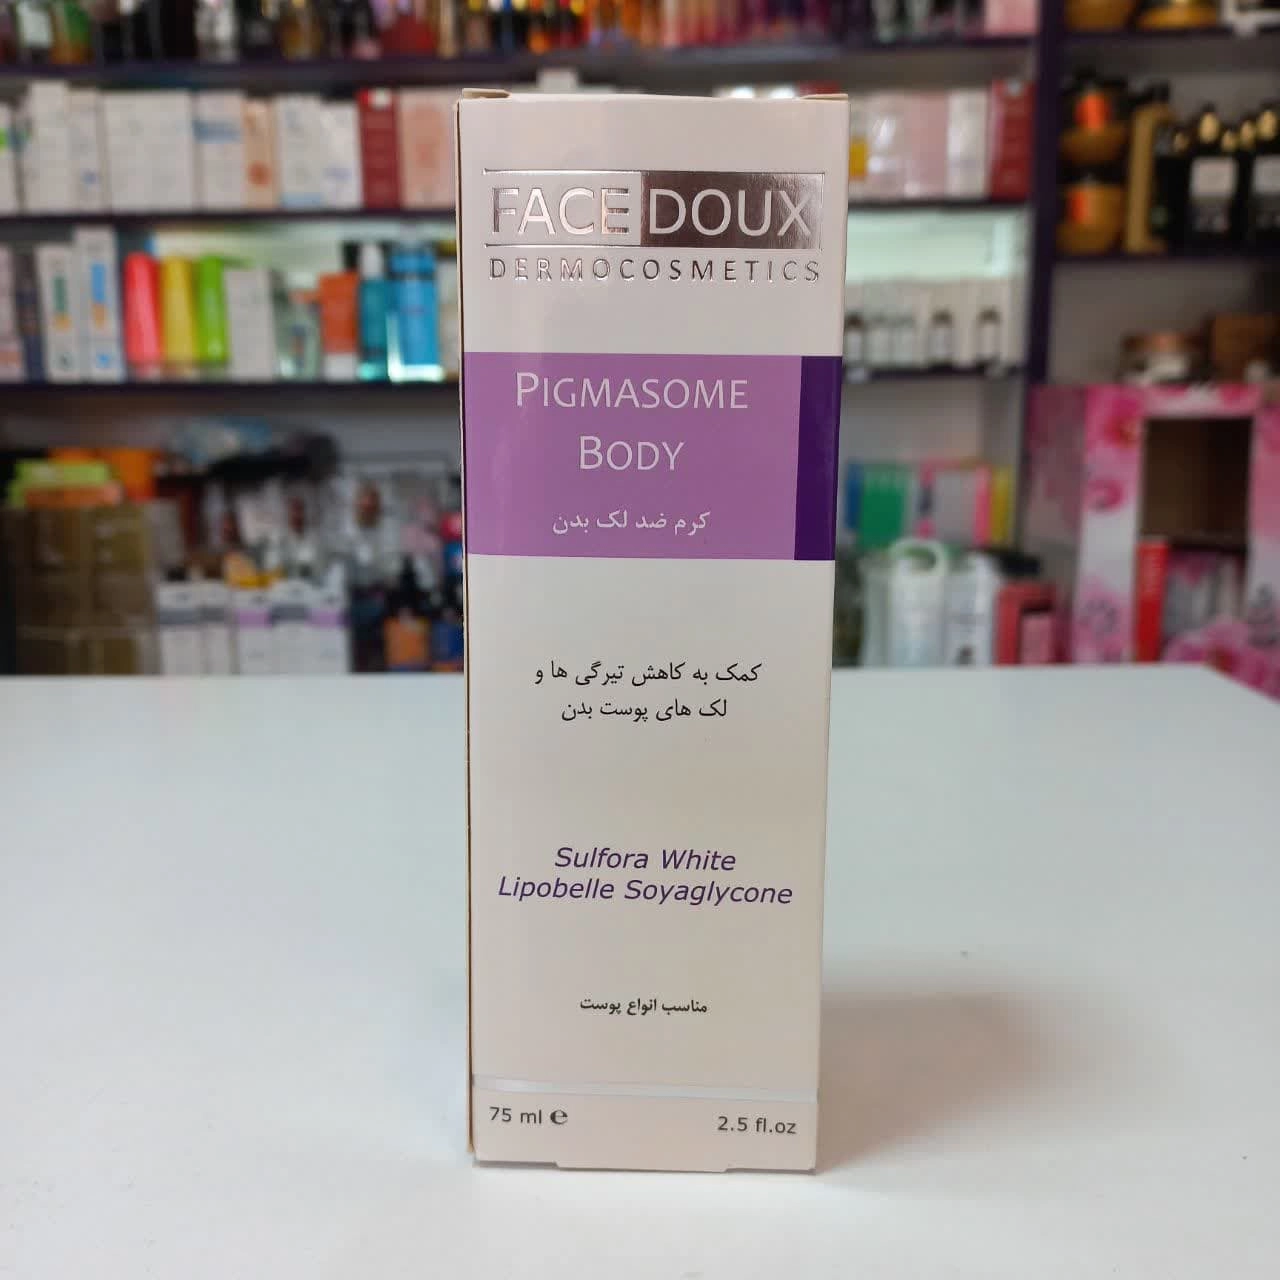 FACE DOUX
DERMOCOSMETICS
PIGMASOME
BODY
کرم ضد لک بدن
کمک به کاهش تیرگی ها و
لک های پوست بدن
Sulfora White
Lipobelle Soyaglycone
مناسب انواع پوست
75 ml ℮ 2.5 fl.oz